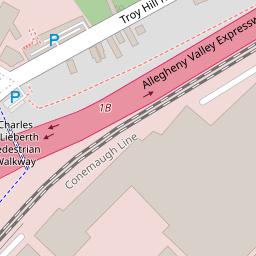 Troy Hill
P
Allegheny Valley Expressw
P
1B
Charles
Lieberth
edestrian
Walkway
Conemaugh Line